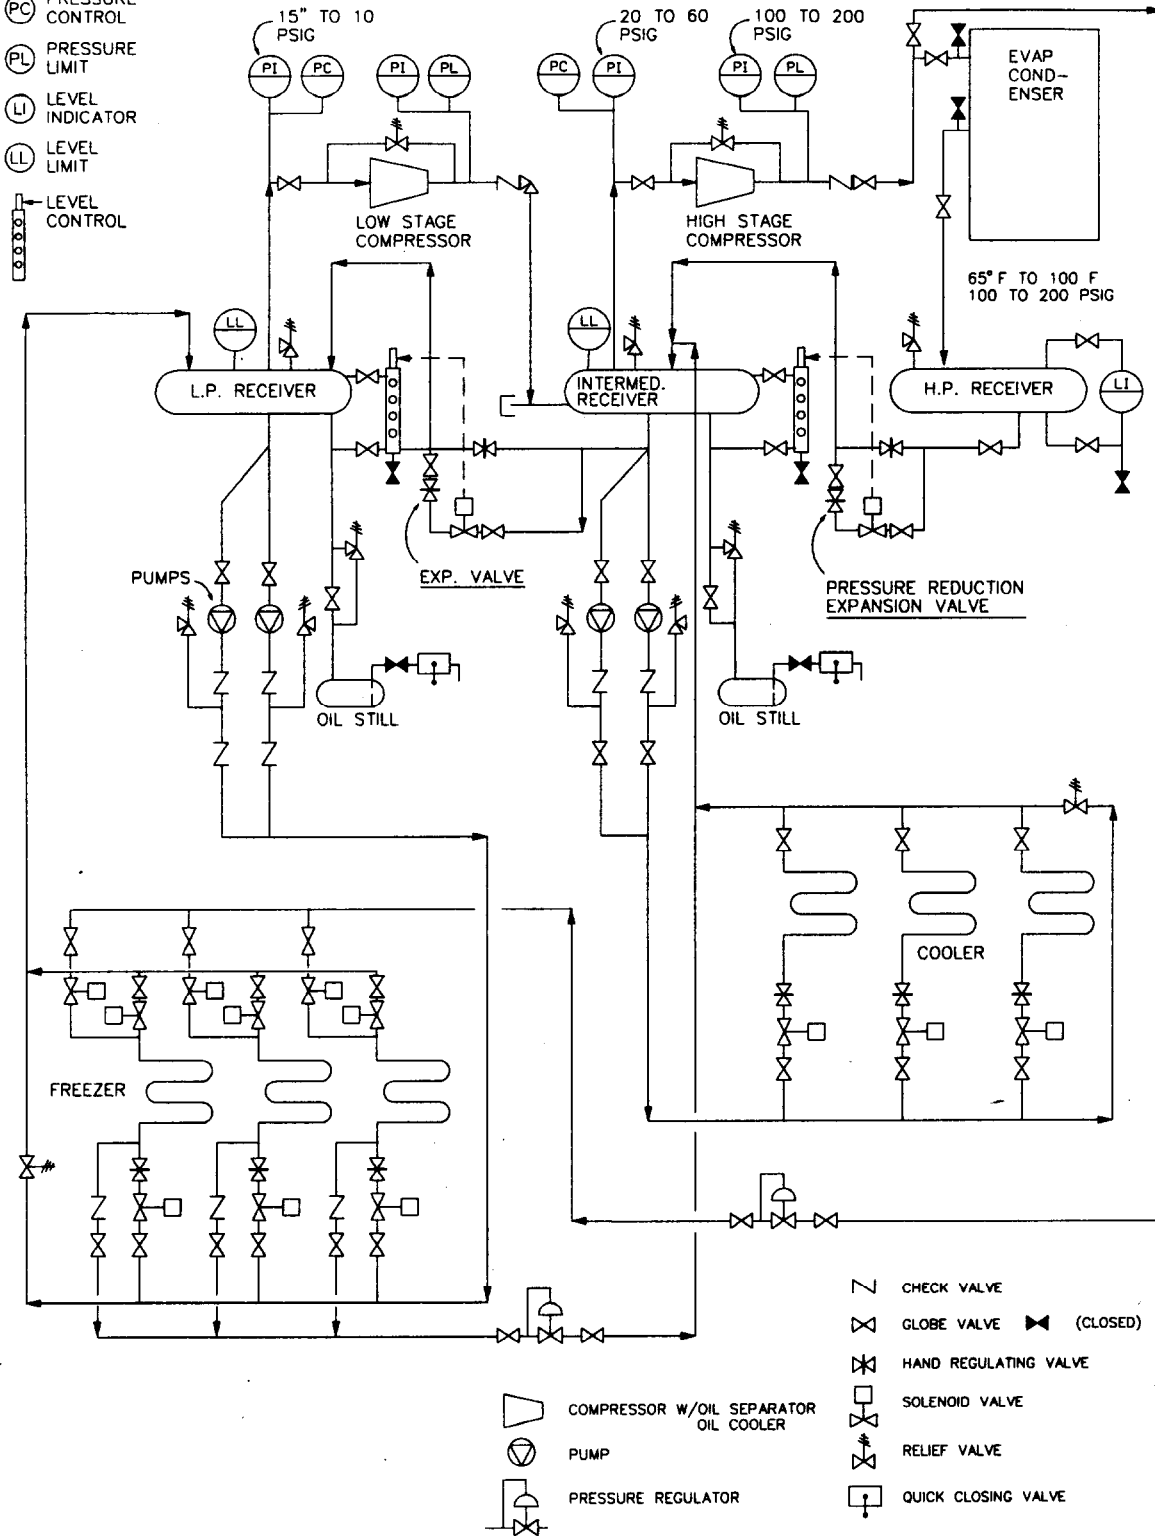 PC PRESSURE
CONTROL
PL PRESSURE
LIMIT
LI LEVEL
INDICATOR
LL LEVEL
LIMIT
LEVEL
CONTROL
15" TO 10
PSIG
PI PC PI PL
20 TO 60
PSIG
100 TO 200
PSIG
PC PI PI PL
EVAP
COND-
ENSER
LOW STAGE
COMPRESSOR
HIGH STAGE
COMPRESSOR
65°F TO 100 F
100 TO 200 PSIG
LL
LL
L.P. RECEIVER
INTERMED.
RECEIVER
H.P. RECEIVER
LI
PUMPS
EXP. VALVE
PRESSURE REDUCTION
EXPANSION VALVE
OIL STILL
OIL STILL
COOLER
FREEZER
CHECK VALVE
GLOBE VALVE (CLOSED)
HAND REGULATING VALVE
SOLENOID VALVE
RELIEF VALVE
QUICK CLOSING VALVE
COMPRESSOR W/OIL SEPARATOR
OIL COOLER
PUMP
PRESSURE REGULATOR